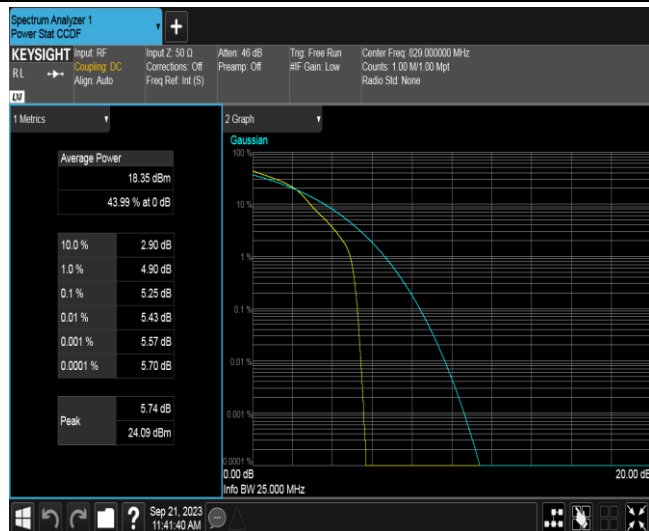 Spectrum Analyzer 1
Power Stat CCDF
+
KEYSIGHT
RL
Input: RF
Coupling: DC
Align: Auto
Input Z: 50 Ω
Corrections: Off
Freq Ref: Int (S)
Atten: 46 dB
Preamp: Off
Trig: Free Run
#IF Gain: Low
Center Freq: 829.000000 MHz
Counts: 1.00 M/1.00 Mpt
Radio Std: None
1 Metrics
Average Power
18.35 dBm
43.99 % at 0 dB
10.0 % 2.90 dB
1.0 % 4.90 dB
0.1 % 5.25 dB
0.01 % 5.43 dB
0.001 % 5.57 dB
0.0001 % 5.70 dB
Peak
5.74 dB
24.09 dBm
2 Graph
Gaussian
100 %
10 %
1 %
0.1 %
0.01 %
0.001 %
0.0001 %
0.00 dB
20.00 dB
Info BW 25.000 MHz
?
Sep 21, 2023
11:41:40 AM